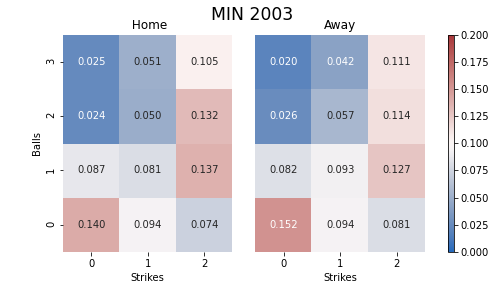 MIN 2003
Home Away
3 0.025 0.051 0.105 0.020 0.042 0.111
2 0.024 0.050 0.132 0.026 0.057 0.114
1 0.087 0.081 0.137 0.082 0.093 0.127
0 0.140 0.094 0.074 0.152 0.094 0.081
Balls
0 1 2 0 1 2
Strikes Strikes
0.200
0.175
0.150
0.125
0.100
0.075
0.050
0.025
0.000